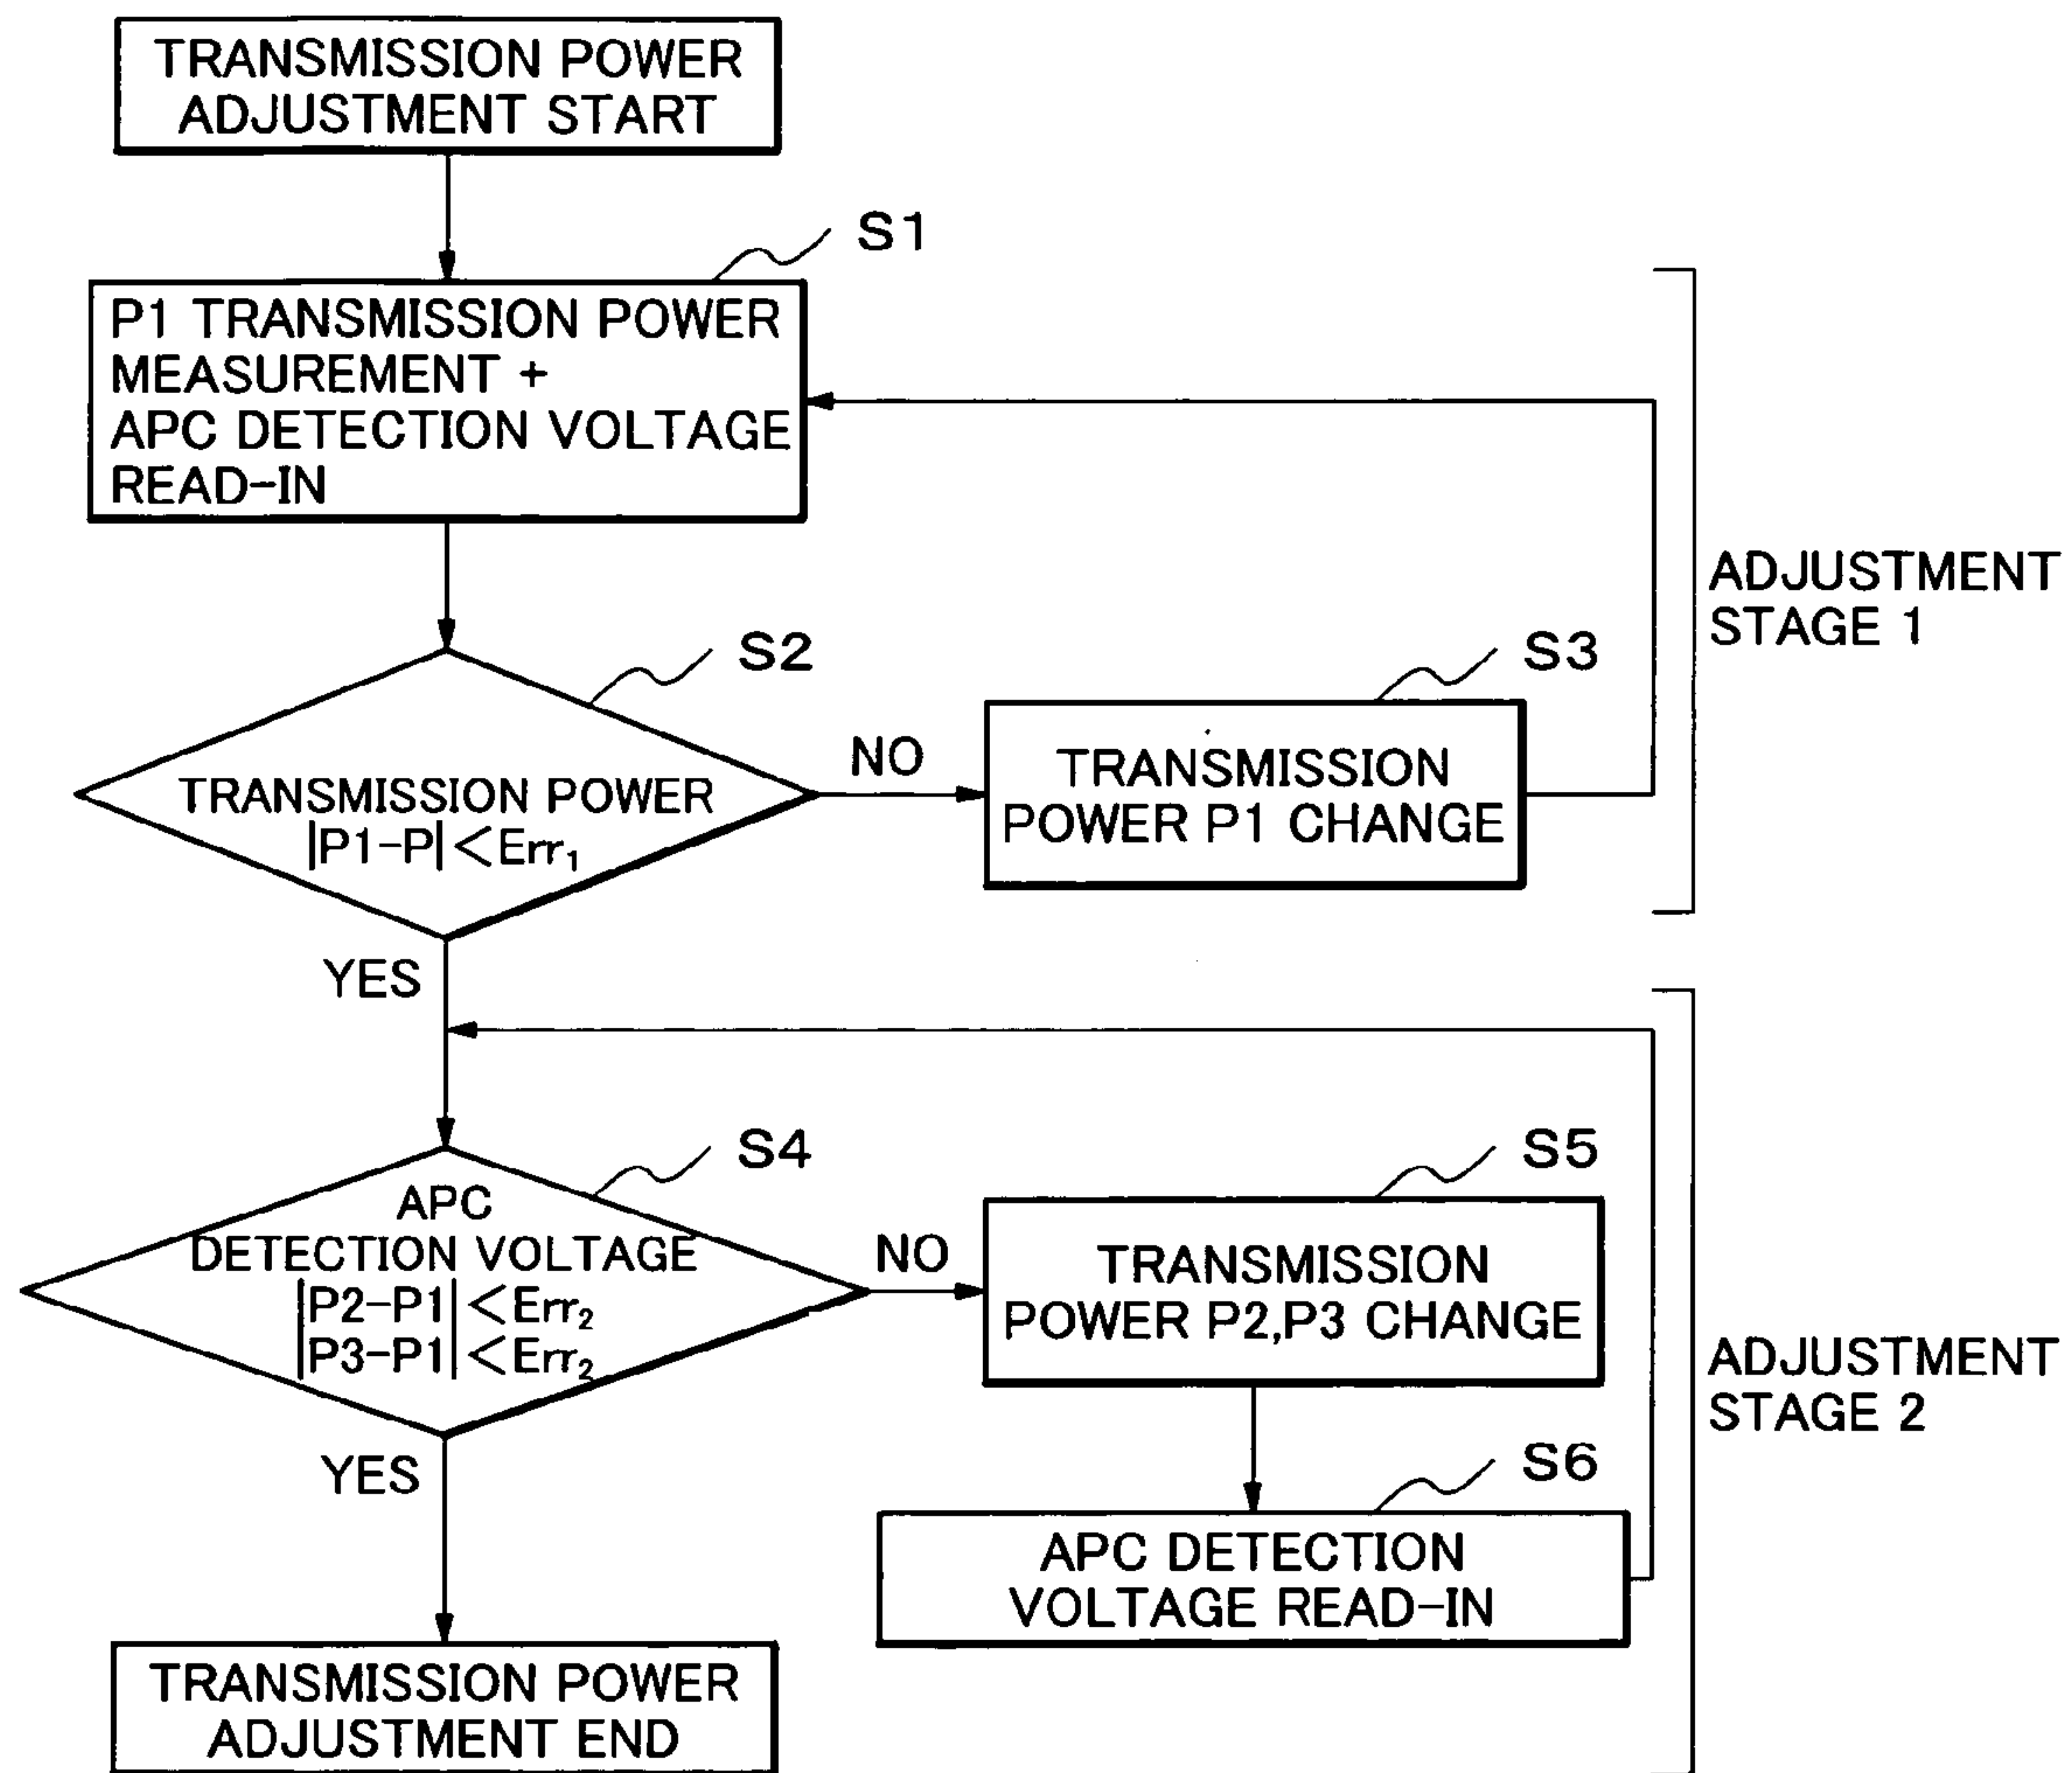 TRANSMISSION POWER
ADJUSTMENT START
S1
P1 TRANSMISSION POWER
MEASUREMENT +
APC DETECTION VOLTAGE
READ-IN
ADJUSTMENT
STAGE 1
S2
TRANSMISSION POWER
|P1-P|<Err₁
NO
S3
TRANSMISSION
POWER P1 CHANGE
YES
S4
APC
DETECTION VOLTAGE
|P2-P1|<Err₂
|P3-P1|<Err₂
NO
S5
TRANSMISSION
POWER P2,P3 CHANGE
ADJUSTMENT
STAGE 2
S6
APC DETECTION
VOLTAGE READ-IN
YES
TRANSMISSION POWER
ADJUSTMENT END